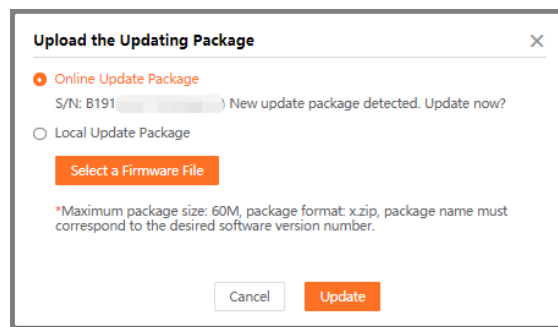 Upload the Updating Package
Online Update Package
S/N: B191 ) New update package detected. Update now?
Local Update Package
Select a Firmware File
*Maximum package size: 60M, package format: x.zip, package name must
correspond to the desired software version number.
Cancel Update